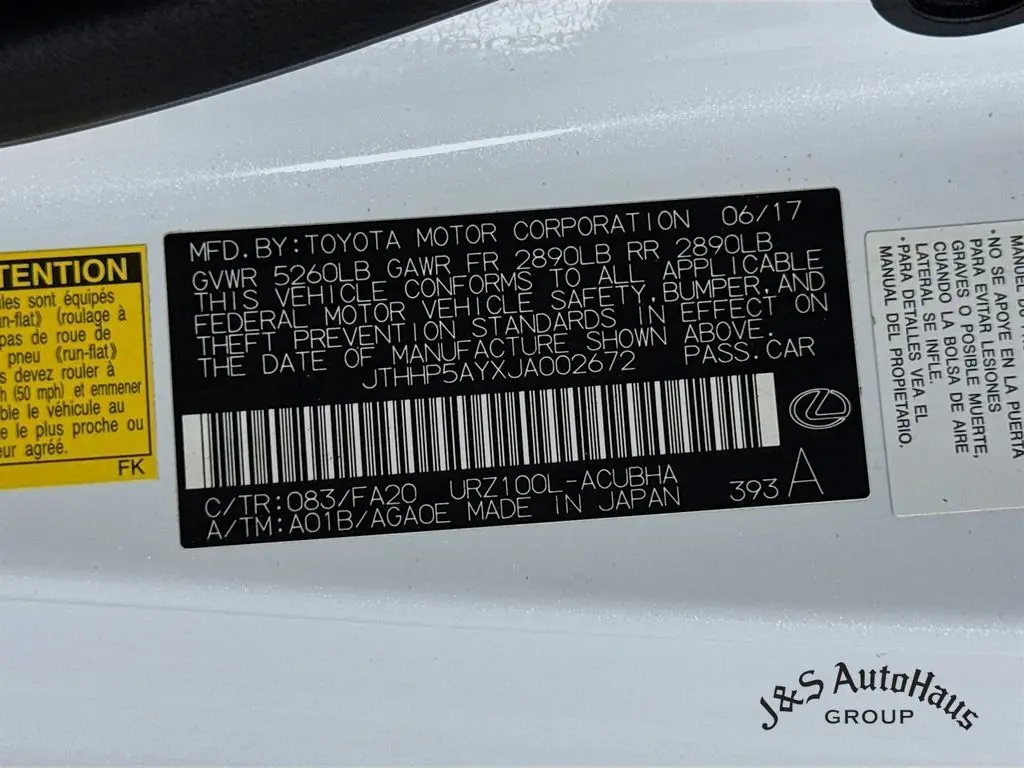 MFD.BY:TOYOTA MOTOR CORPORATION 06/17
GVWR 5260LB GAWR FR 2890LB RR 2890LB
THIS VEHICLE CONFORMS TO ALL APPLICABLE
FEDERAL MOTOR VEHICLE SAFETY,BUMPER,AND
THEFT PREVENTION STANDARDS IN EFFECT ON
THE DATE OF MANUFACTURE SHOWN ABOVE.
JTHHP5AYXJA002672 PASS.CAR
C/TR:083/FA20 URZ100L-ACUBHA
A/TM:A01B/AGA0E MADE IN JAPAN 393 A
TENTION
ules sont équipés
un-flat》 (roulage à
pas de roue de
pneu 《run-flat》
s devez rouler à
h (50 mph) et emmener
ble le véhicule au
e le plus proche ou
ur agréé.
FK
•NO SE APOYE EN LA PUERTA
PARA EVITAR LESIONES
GRAVES O POSIBLE MUERTE,
CUANDO LA BOLSA DE AIRE
LATERAL SE INFLE.
•PARA DETALLES VEA EL
MANUAL DEL PROPIETARIO.
J&S AutoHaus
GROUP